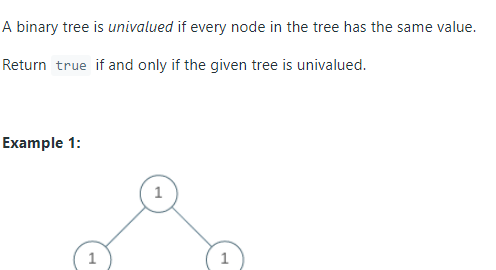 A binary tree is univalued if every node in the tree has the same value.
Return true if and only if the given tree is univalued.
Example 1:
1
1 1